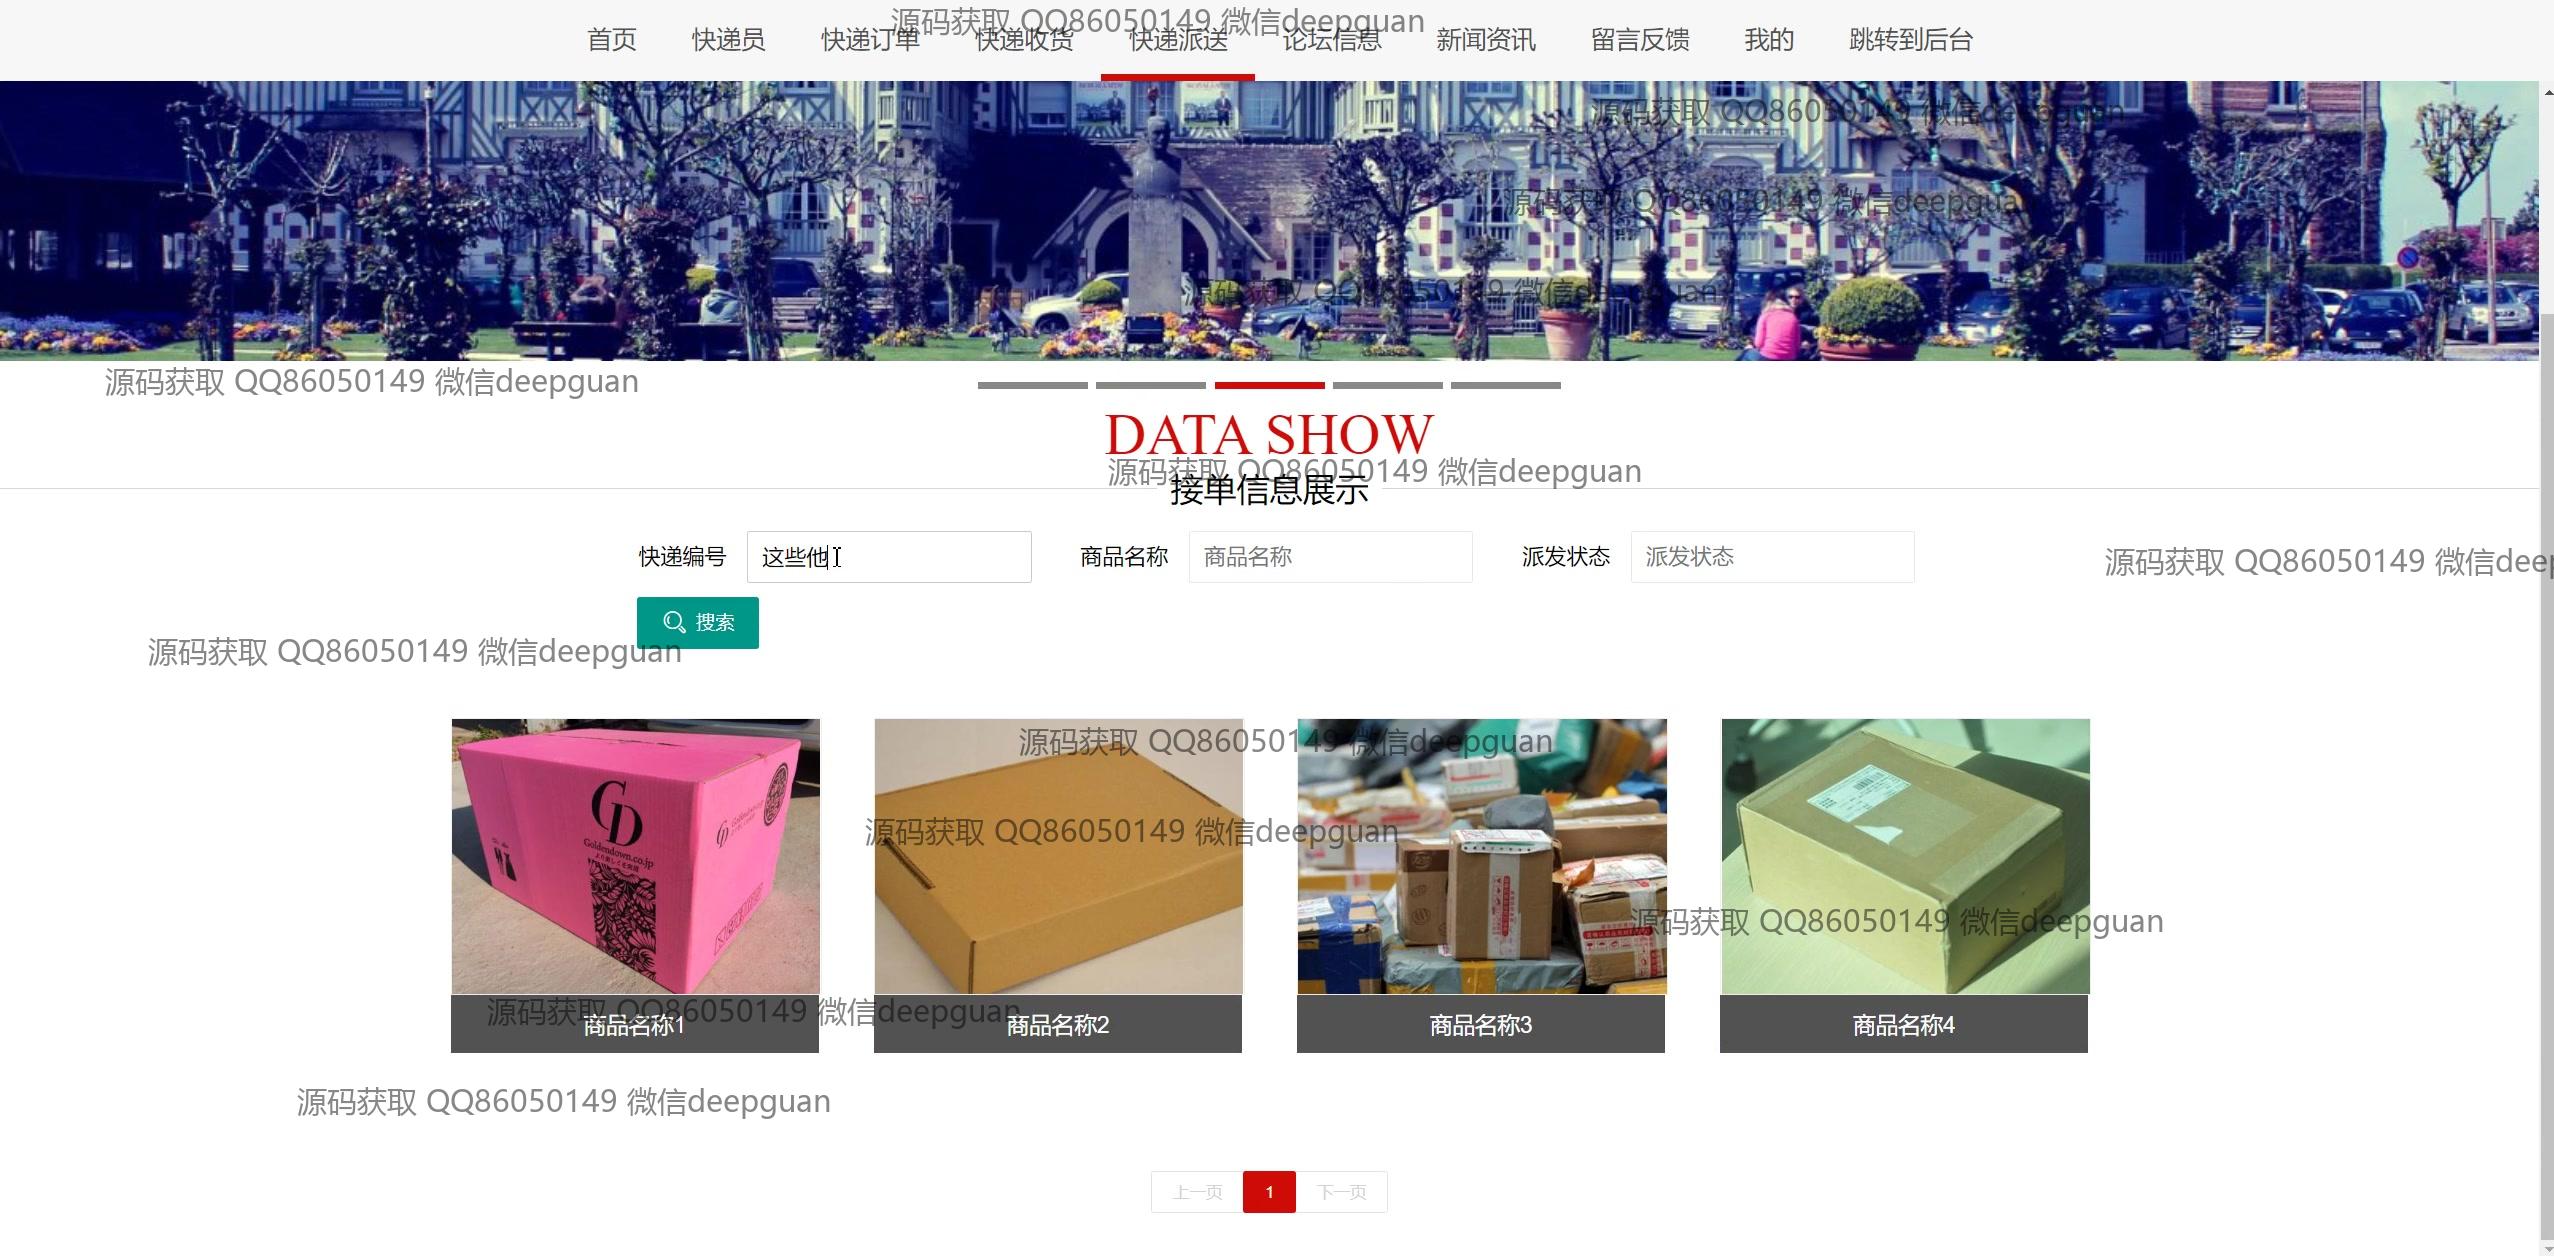 首页 快递员 快递订单 快递收货 快递派送 论坛信息 新闻资讯 留言反馈 我的 跳转到后台
源码获取 QQ86050149 微信deepguan
源码获取 QQ86050149 微信deepguan
源码获取 QQ86050149 微信deepgua
源码获取 QQ86050149 微信deepguan
源码获取 QQ86050149 微信deepguan
DATA SHOW
源码获取 QQ86050149 微信deepguan
接单信息展示
快递编号 这些他 商品名称 商品名称 派发状态 派发状态
源码获取 QQ86050149 微信deep
搜索
源码获取 QQ86050149 微信deepguan
源码获取 QQ86050149 微信deepguan
CD
Goldendown.co.jp
源码获取 QQ86050149 微信deepguan
源码获取 QQ86050149 微信deepguan
源码获取 QQ86050149 微信deepguan
商品名称1 商品名称2 商品名称3 商品名称4
源码获取 QQ86050149 微信deepguan
上一页 1 下一页